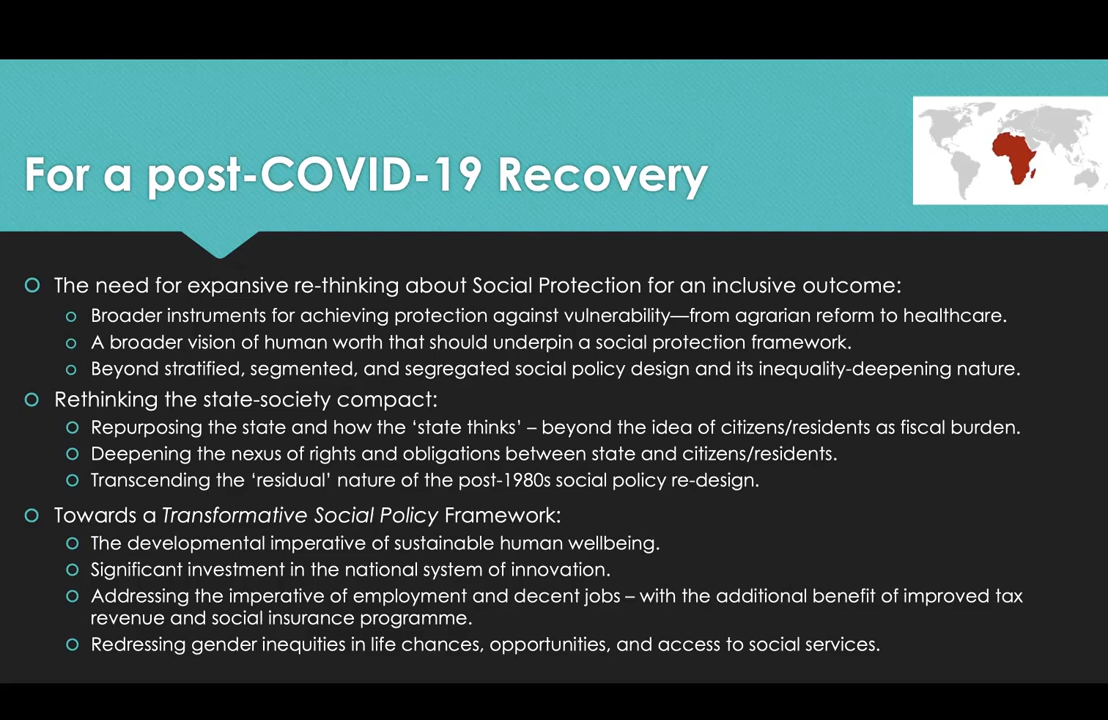 For a post-COVID-19 Recovery
The need for expansive re-thinking about Social Protection for an inclusive outcome:
Broader instruments for achieving protection against vulnerability—from agrarian reform to healthcare.
A broader vision of human worth that should underpin a social protection framework.
Beyond stratified, segmented, and segregated social policy design and its inequality-deepening nature.
Rethinking the state-society compact:
Repurposing the state and how the ‘state thinks’ – beyond the idea of citizens/residents as fiscal burden.
Deepening the nexus of rights and obligations between state and citizens/residents.
Transcending the ‘residual’ nature of the post-1980s social policy re-design.
Towards a Transformative Social Policy Framework:
The developmental imperative of sustainable human wellbeing.
Significant investment in the national system of innovation.
Addressing the imperative of employment and decent jobs – with the additional benefit of improved tax
revenue and social insurance programme.
Redressing gender inequities in life chances, opportunities, and access to social services.